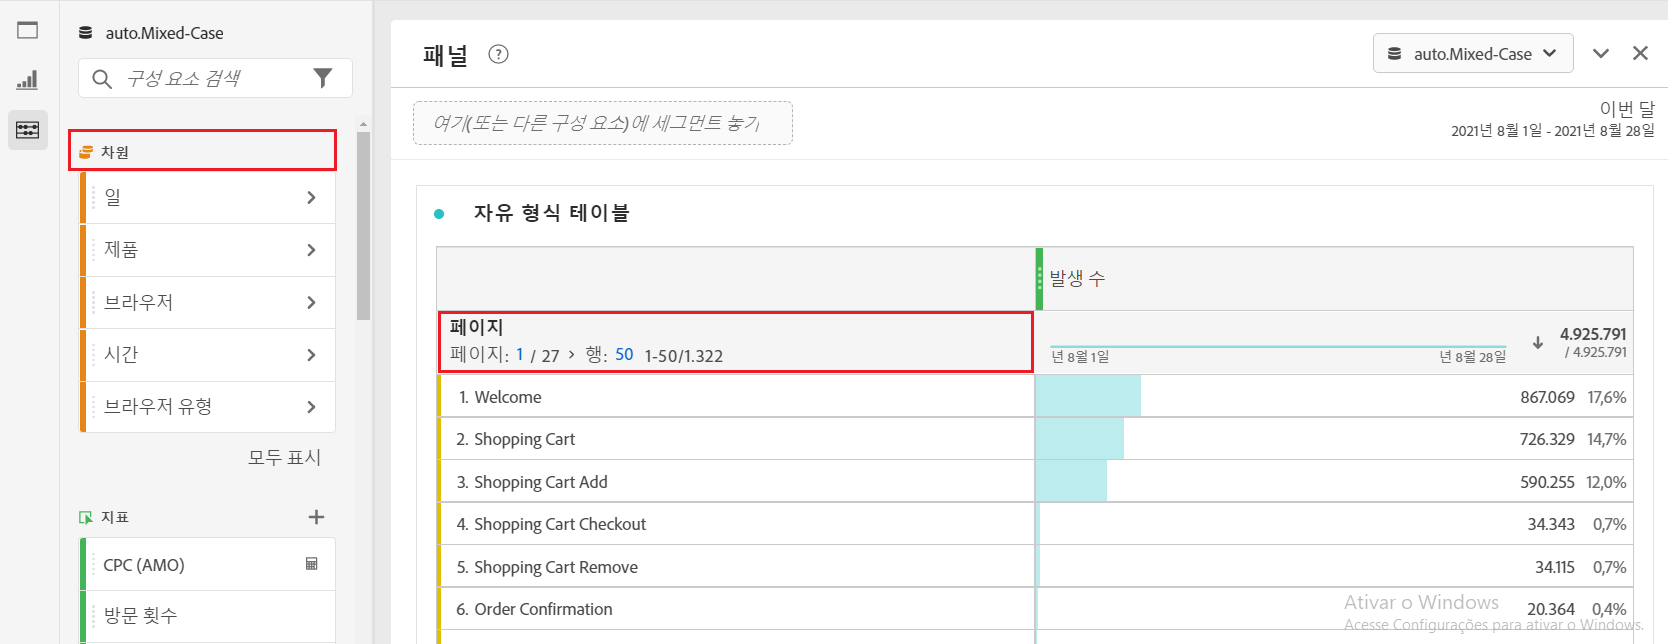 auto.Mixed-Case
구성 요소 검색
차원
일
제품
브라우저
시간
브라우저 유형
모두 표시
지표
CPC (AMO)
방문 횟수
패널 ?
auto.Mixed-Case
여기(또는 다른 구성 요소)에 세그먼트 놓기
이번 달
2021년 8월 1일 - 2021년 8월 28일
자유 형식 테이블
발생 수
페이지
페이지: 1 / 27 > 행: 50 1-50/1.322
년 8월 1일 년 8월 28일
4.925.791
/ 4.925.791
1. Welcome 867.069 17,6%
2. Shopping Cart 726.329 14,7%
3. Shopping Cart Add 590.255 12,0%
4. Shopping Cart Checkout 34.343 0,7%
5. Shopping Cart Remove 34.115 0,7%
6. Order Confirmation 20.364 0,4%
Ativar o Windows
Acesse Configurações para ativar o Windows.